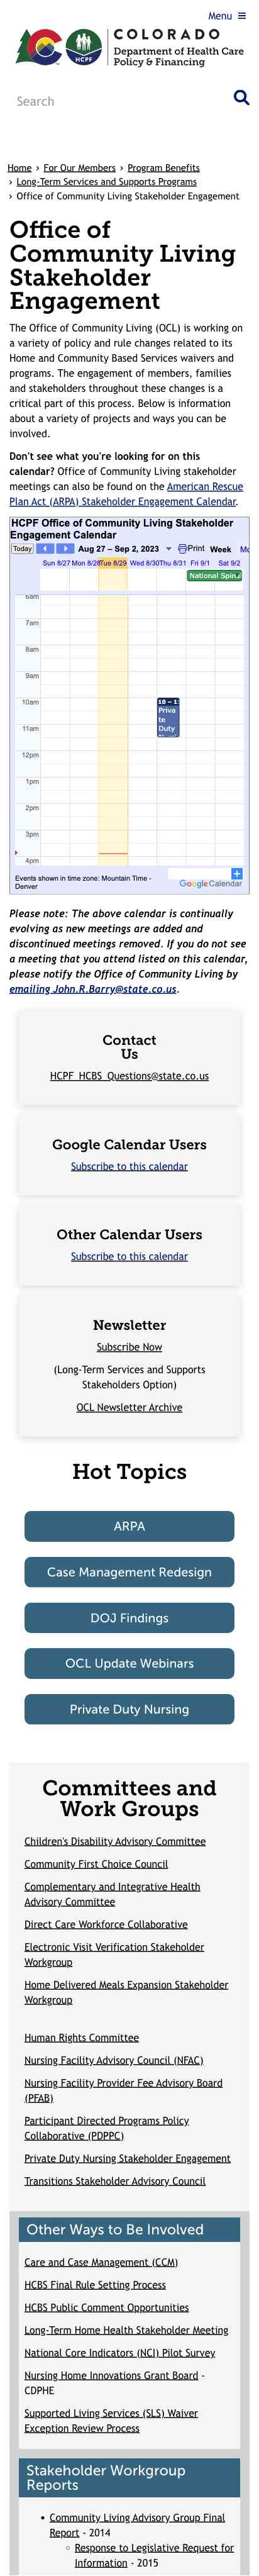 Menu ≡
COLORADO
Department of Health Care
Policy & Financing
HCPF
Search
Home › For Our Members › Program Benefits
› Long-Term Services and Supports Programs
› Office of Community Living Stakeholder Engagement
Office of
Community Living
Stakeholder
Engagement
The Office of Community Living (OCL) is working on
a variety of policy and rule changes related to its
Home and Community Based Services waivers and
programs. The engagement of members, families
and stakeholders throughout these changes is a
critical part of this process. Below is information
about a variety of projects and ways you can be
involved.
Don't see what you're looking for on this
calendar? Office of Community Living stakeholder
meetings can also be found on the American Rescue
Plan Act (ARPA) Stakeholder Engagement Calendar.
HCPF Office of Community Living Stakeholder
Engagement Calendar
Today Aug 27 – Sep 2, 2023 Print Week Mo
Sun 8/27 Mon 8/28 Tue 8/29 Wed 8/30 Thu 8/31 Fri 9/1 Sat 9/2
National Spin
6am
7am
8am
9am
10am
10 – 1
Priva
te
Duty
11am
12pm
1pm
2pm
3pm
4pm
Events shown in time zone: Mountain Time -
Denver
Google Calendar
Please note: The above calendar is continually
evolving as new meetings are added and
discontinued meetings removed. If you do not see
a meeting that you attend listed on this calendar,
please notify the Office of Community Living by
emailing John.R.Barry@state.co.us.
Contact
Us
HCPF_HCBS_Questions@state.co.us
Google Calendar Users
Subscribe to this calendar
Other Calendar Users
Subscribe to this calendar
Newsletter
Subscribe Now
(Long-Term Services and Supports
Stakeholders Option)
OCL Newsletter Archive
Hot Topics
ARPA
Case Management Redesign
DOJ Findings
OCL Update Webinars
Private Duty Nursing
Committees and
Work Groups
Children's Disability Advisory Committee
Community First Choice Council
Complementary and Integrative Health
Advisory Committee
Direct Care Workforce Collaborative
Electronic Visit Verification Stakeholder
Workgroup
Home Delivered Meals Expansion Stakeholder
Workgroup
Human Rights Committee
Nursing Facility Advisory Council (NFAC)
Nursing Facility Provider Fee Advisory Board
(PFAB)
Participant Directed Programs Policy
Collaborative (PDPPC)
Private Duty Nursing Stakeholder Engagement
Transitions Stakeholder Advisory Council
Other Ways to Be Involved
Care and Case Management (CCM)
HCBS Final Rule Setting Process
HCBS Public Comment Opportunities
Long-Term Home Health Stakeholder Meeting
National Core Indicators (NCI) Pilot Survey
Nursing Home Innovations Grant Board -
CDPHE
Supported Living Services (SLS) Waiver
Exception Review Process
Stakeholder Workgroup
Reports
• Community Living Advisory Group Final
Report - 2014
○ Response to Legislative Request for
Information - 2015